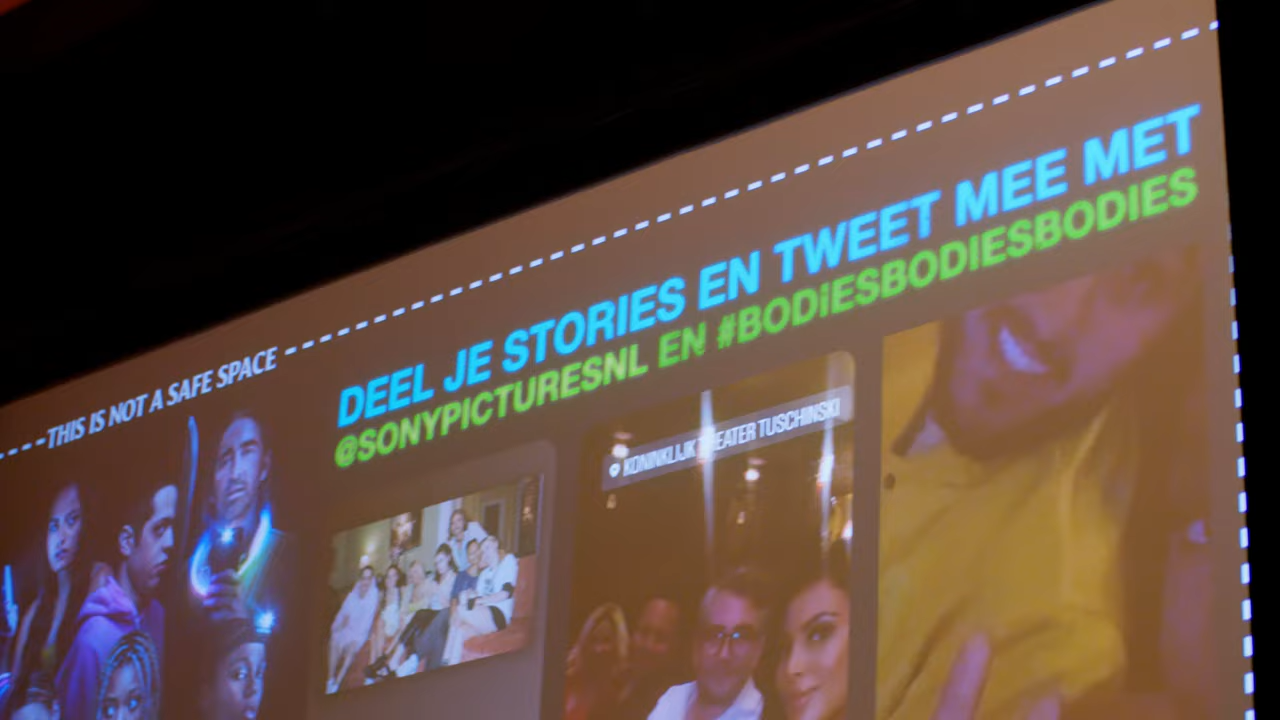 THIS IS NOT A SAFE SPACE
DEEL JE STORIES EN TWEET MEE MET
@SONYPICTURESNL EN #BODiESBODIESBODIES
KONINKLIJK THEATER TUSCHINSKI